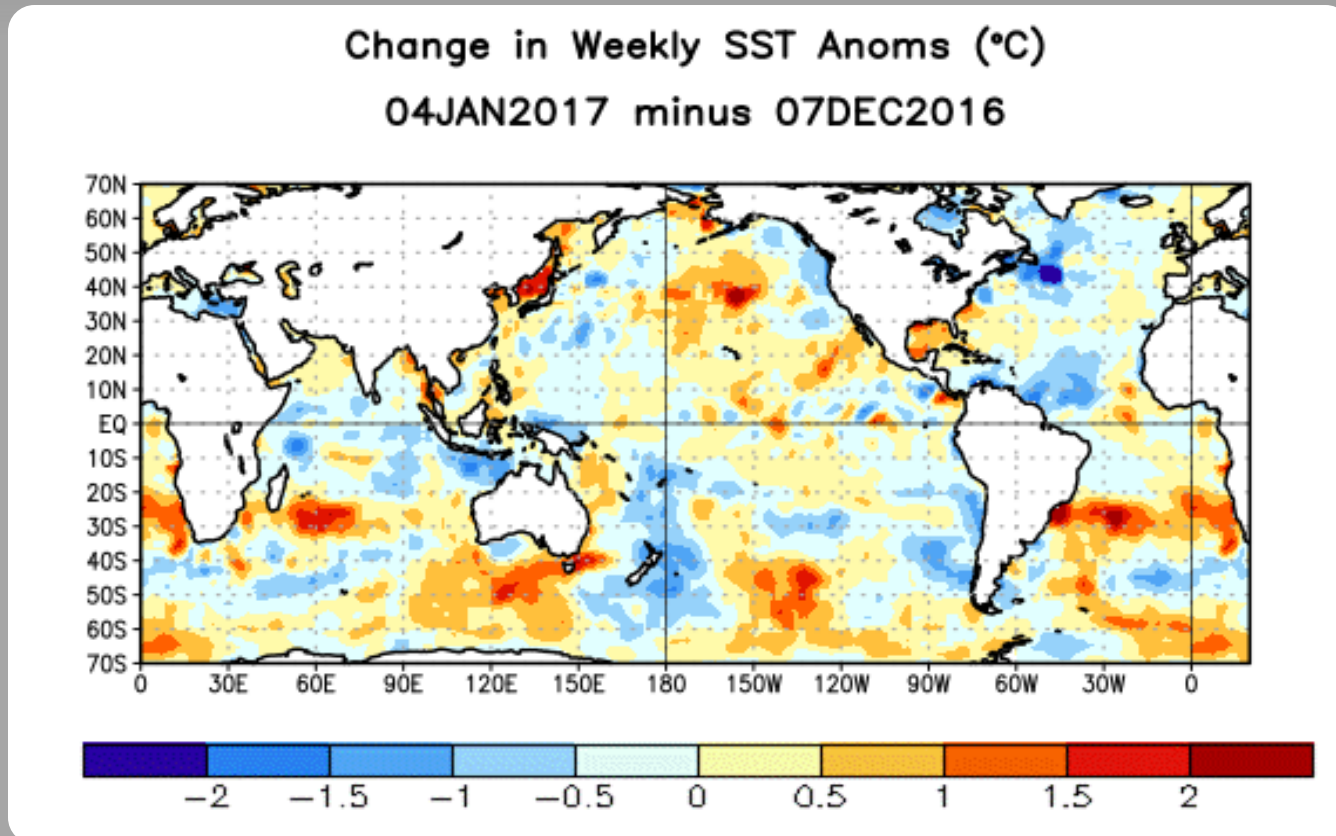 Change in Weekly SST Anoms (°C)
04JAN2017 minus 07DEC2016
70N
60N
50N
40N
30N
20N
10N
EQ
10S
20S
30S
40S
50S
60S
70S
0 30E 60E 90E 120E 150E 180 150W 120W 90W 60W 30W 0
−2 −1.5 −1 −0.5 0 0.5 1 1.5 2